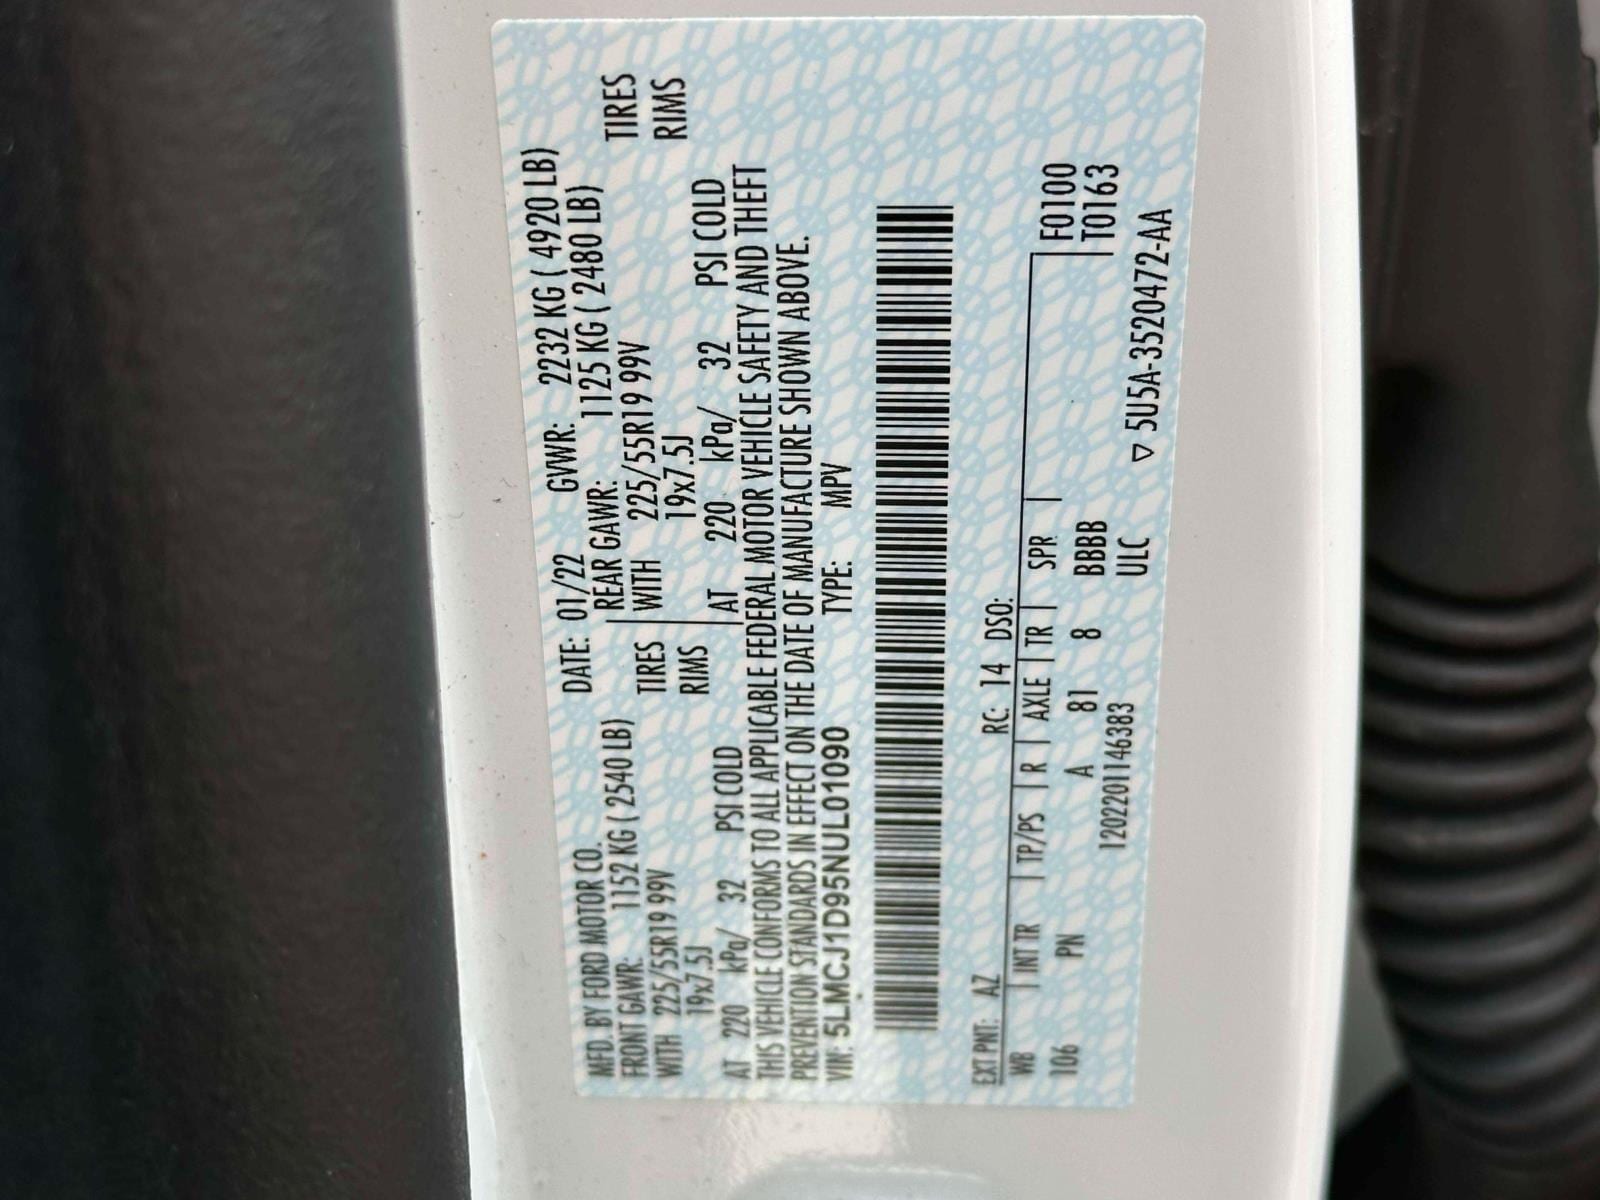 MFD. BY FORD MOTOR CO.
DATE: 01/22 GVWR: 2232 KG ( 4920 LB)
FRONT GAWR: 1152 KG ( 2540 LB) REAR GAWR: 1125 KG ( 2480 LB)
WITH 225/55R19 99V TIRES WITH 225/55R19 99V TIRES
19x7.5J RIMS 19x7.5J RIMS
AT 220 kPa/ 32 PSI COLD AT 220 kPa/ 32 PSI COLD
THIS VEHICLE CONFORMS TO ALL APPLICABLE FEDERAL MOTOR VEHICLE SAFETY AND THEFT
PREVENTION STANDARDS IN EFFECT ON THE DATE OF MANUFACTURE SHOWN ABOVE.
VIN: 5LMCJ1D95NUL01090 TYPE: MPV
EXT PNT: AZ RC: 14 DSO:
WB INT TR TP/PS R AXLE TR SPR F0100
106 PN A 81 8 BBBB T0163
1202201146383 ULC ▽ 5U5A-3520472-AA